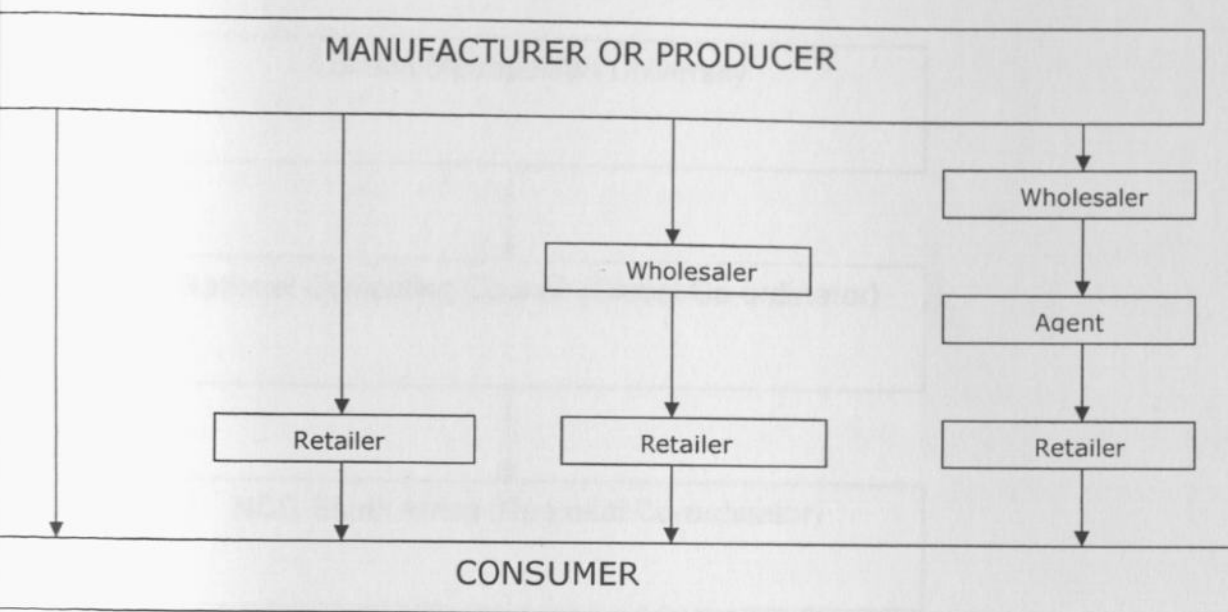 MANUFACTURER OR PRODUCER
Wholesaler
Wholesaler
Agent
Retailer
Retailer
Retailer
CONSUMER